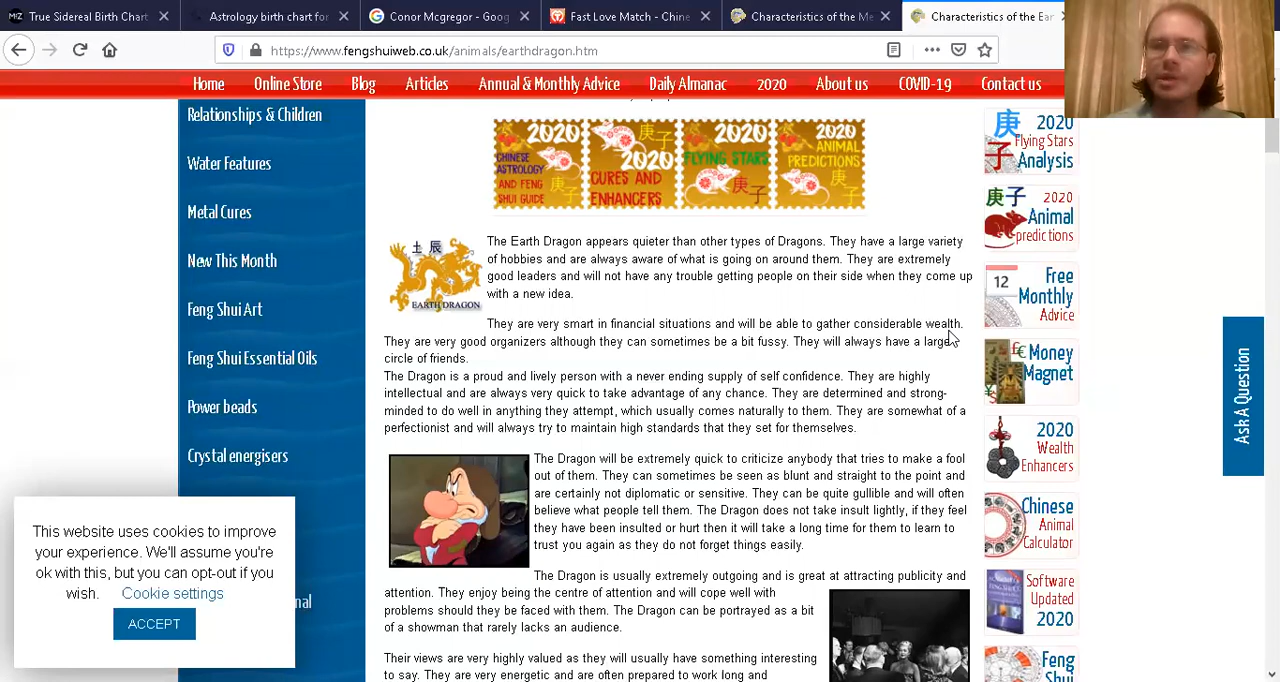 True Sidereal Birth Chart
Astrology birth chart for
Conor Mcgregor - Goog
Fast Love Match - Chine
Characteristics of the Me
Characteristics of the Ear
https://www.fengshuiweb.co.uk/animals/earthdragon.htm
Home Online Store Blog Articles Annual & Monthly Advice Daily Almanac 2020 About us COVID-19 Contact us
Relationships & Children
Water Features
Metal Cures
New This Month
Feng Shui Art
Feng Shui Essential Oils
Power beads
Crystal energisers
2020
CHINESE
ASTROLOGY
AND FENG
SHUI GUIDE
庚
子
2020
CURES AND
ENHANCERS
庚
子
2020
FLYING STARS
庚
子
2020
ANIMAL
PREDICTIONS
庚
子
土 辰
EARTH DRAGON
The Earth Dragon appears quieter than other types of Dragons. They have a large variety
of hobbies and are always aware of what is going on around them. They are extremely
good leaders and will not have any trouble getting people on their side when they come up
with a new idea.
They are very smart in financial situations and will be able to gather considerable wealth.
They are very good organizers although they can sometimes be a bit fussy. They will always have a large
circle of friends.
The Dragon is a proud and lively person with a never ending supply of self confidence. They are highly
intellectual and are always very quick to take advantage of any chance. They are determined and strong-
minded to do well in anything they attempt, which usually comes naturally to them. They are somewhat of a
perfectionist and will always try to maintain high standards that they set for themselves.
The Dragon will be extremely quick to criticize anybody that tries to make a fool
out of them. They can sometimes be seen as blunt and straight to the point and
are certainly not diplomatic or sensitive. They can be quite gullible and will often
believe what people tell them. The Dragon does not take insult lightly, if they feel
they have been insulted or hurt then it will take a long time for them to learn to
trust you again as they do not forget things easily.
The Dragon is usually extremely outgoing and is great at attracting publicity and
attention. They enjoy being the centre of attention and will cope well with
problems should they be faced with them. The Dragon can be portrayed as a bit
of a showman that rarely lacks an audience.
Their views are very highly valued as they will usually have something interesting
to say. They are very energetic and are often prepared to work long and
庚
子
2020
Flying Stars
Analysis
庚子
2020
Animal
predictions
12
Free
Monthly
Advice
Money
Magnet
2020
Wealth
Enhancers
Chinese
Animal
Calculator
Software
Updated
2020
Feng
Ask A Question
This website uses cookies to improve
your experience. We'll assume you're
ok with this, but you can opt-out if you
wish. Cookie settings
ACCEPT